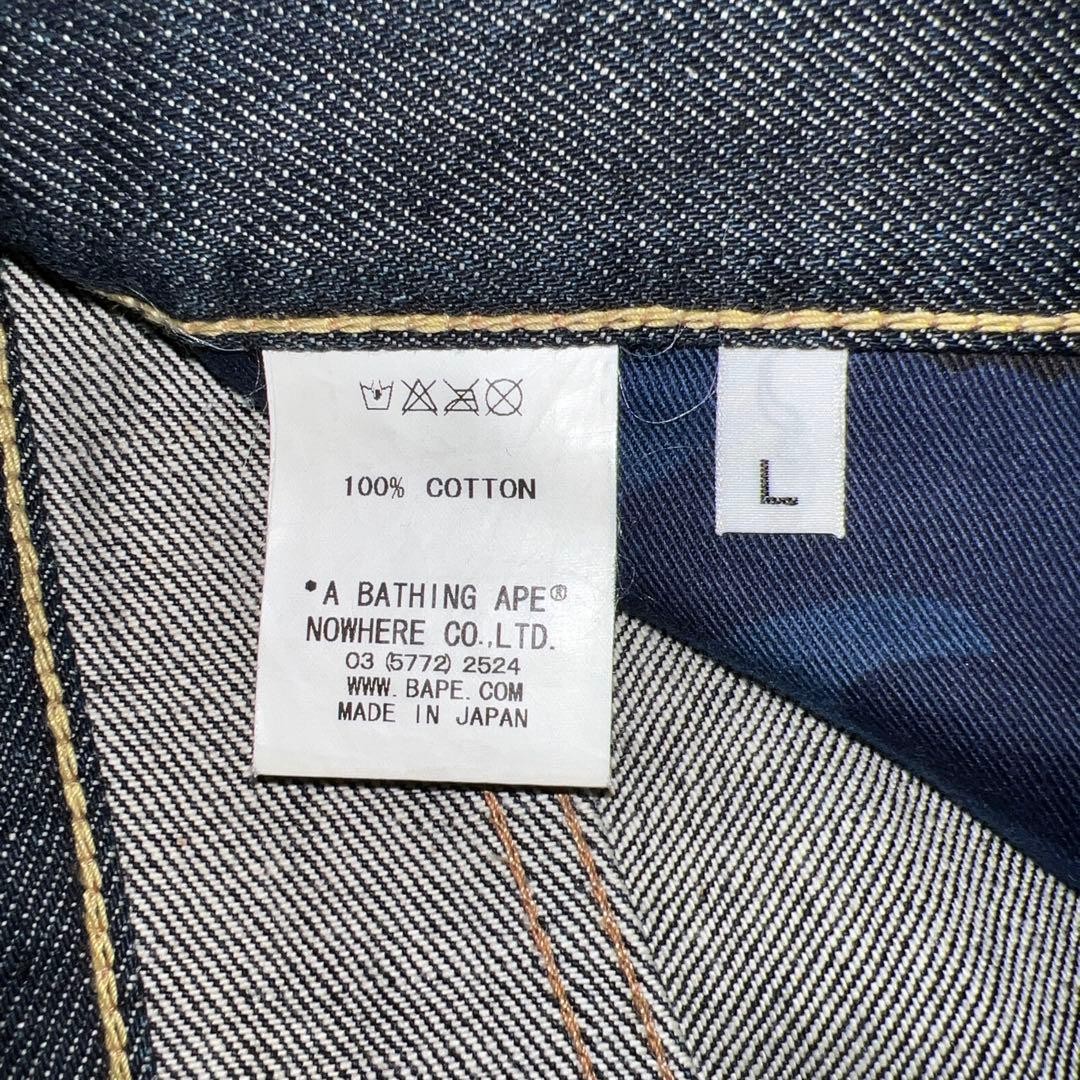 100% COTTON
*A BATHING APE®
NOWHERE CO.,LTD.
03 (5772) 2524
WWW.BAPE.COM
MADE IN JAPAN
L